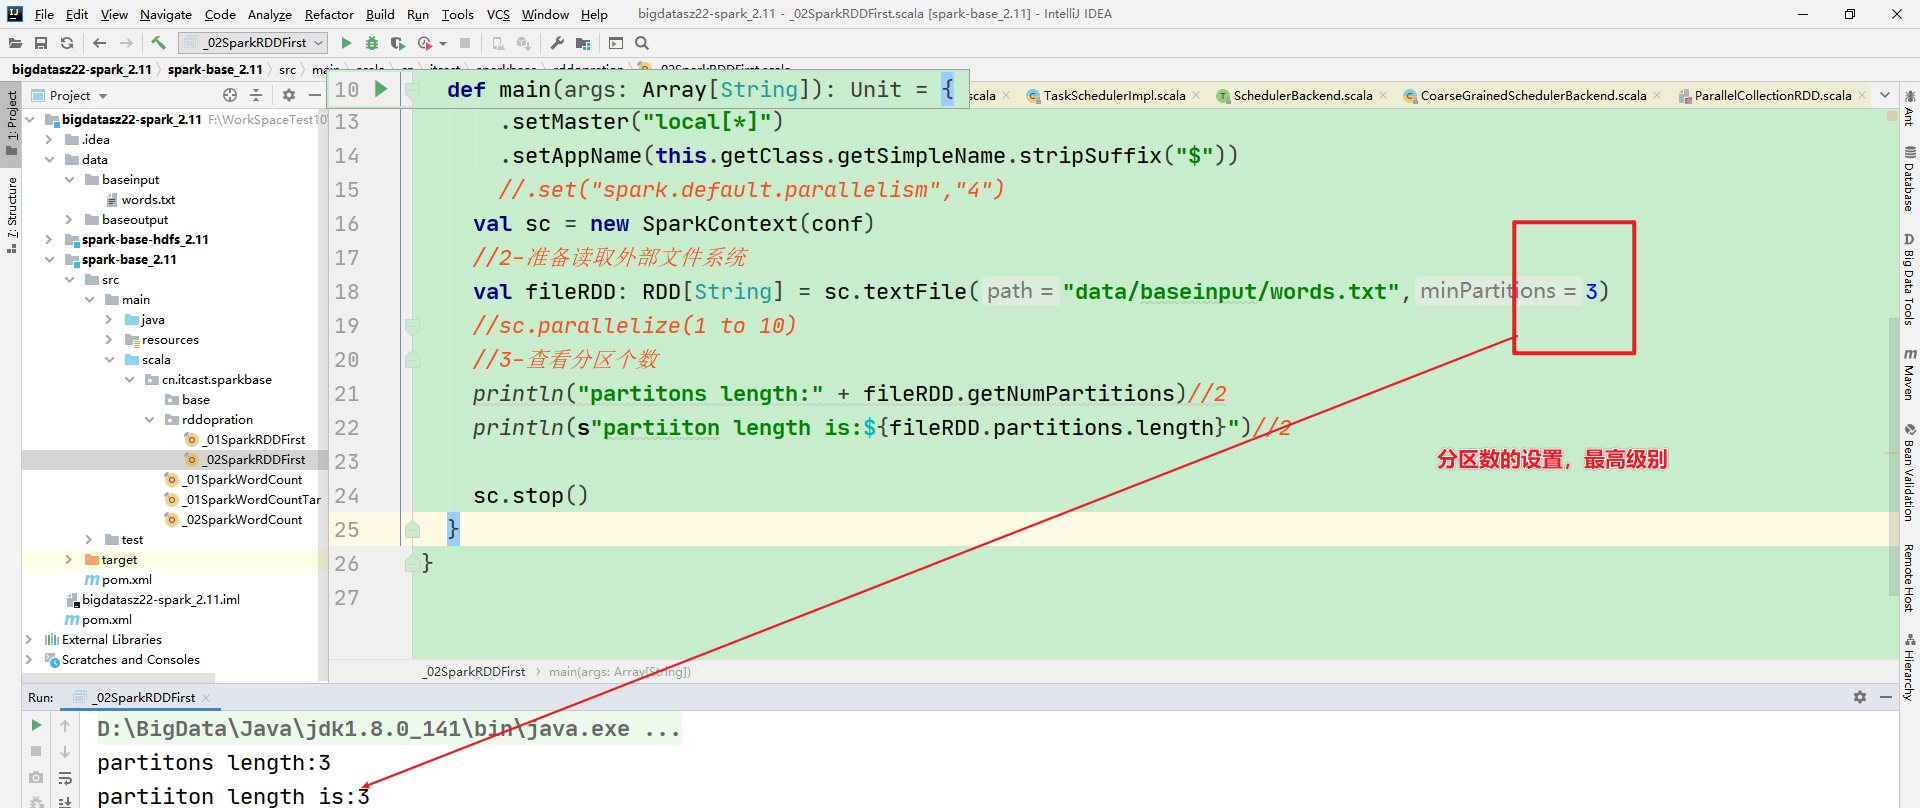 File Edit View Navigate Code Analyze Refactor Build Run Tools VCS Window Help bigdatasz22-spark_2.11 - _02SparkRDDFirst.scala [spark-base_2.11] - IntelliJ IDEA
_02SparkRDDFirst
bigdatasz22-spark_2.11 spark-base_2.11 src
Project
scala TaskSchedulerImpl.scala SchedulerBackend.scala CoarseGrainedSchedulerBackend.scala ParallelCollectionRDD.scala
1: Project
7: Structure
bigdatasz22-spark_2.11 F:\WorkSpaceTest10
.idea
data
baseinput
words.txt
baseoutput
spark-base-hdfs_2.11
spark-base_2.11
src
main
java
resources
scala
cn.itcast.sparkbase
base
rddopration
_01SparkRDDFirst
_02SparkRDDFirst
_01SparkWordCount
_01SparkWordCountTar
_02SparkWordCount
test
target
pom.xml
bigdatasz22-spark_2.11.iml
pom.xml
External Libraries
Scratches and Consoles
10 def main(args: Array[String]): Unit = {
13 .setMaster("local[*]")
14 .setAppName(this.getClass.getSimpleName.stripSuffix("$"))
15 //.set("spark.default.parallelism","4")
16 val sc = new SparkContext(conf)
17 //2-准备读取外部文件系统
18 val fileRDD: RDD[String] = sc.textFile( path = "data/baseinput/words.txt", minPartitions = 3)
19 //sc.parallelize(1 to 10)
20 //3-查看分区个数
21 println("partitons length:" + fileRDD.getNumPartitions)//2
22 println(s"partiiton length is:${fileRDD.partitions.length}")//2
23
24 sc.stop()
25 }
26 }
27
分区数的设置，最高级别
_02SparkRDDFirst main(args: Array[String])
Ant
Database
Big Data Tools
Maven
Bean Validation
Remote Host
Hierarchy
Run: _02SparkRDDFirst
D:\BigData\Java\jdk1.8.0_141\bin\java.exe ...
partitons length:3
partiiton length is:3